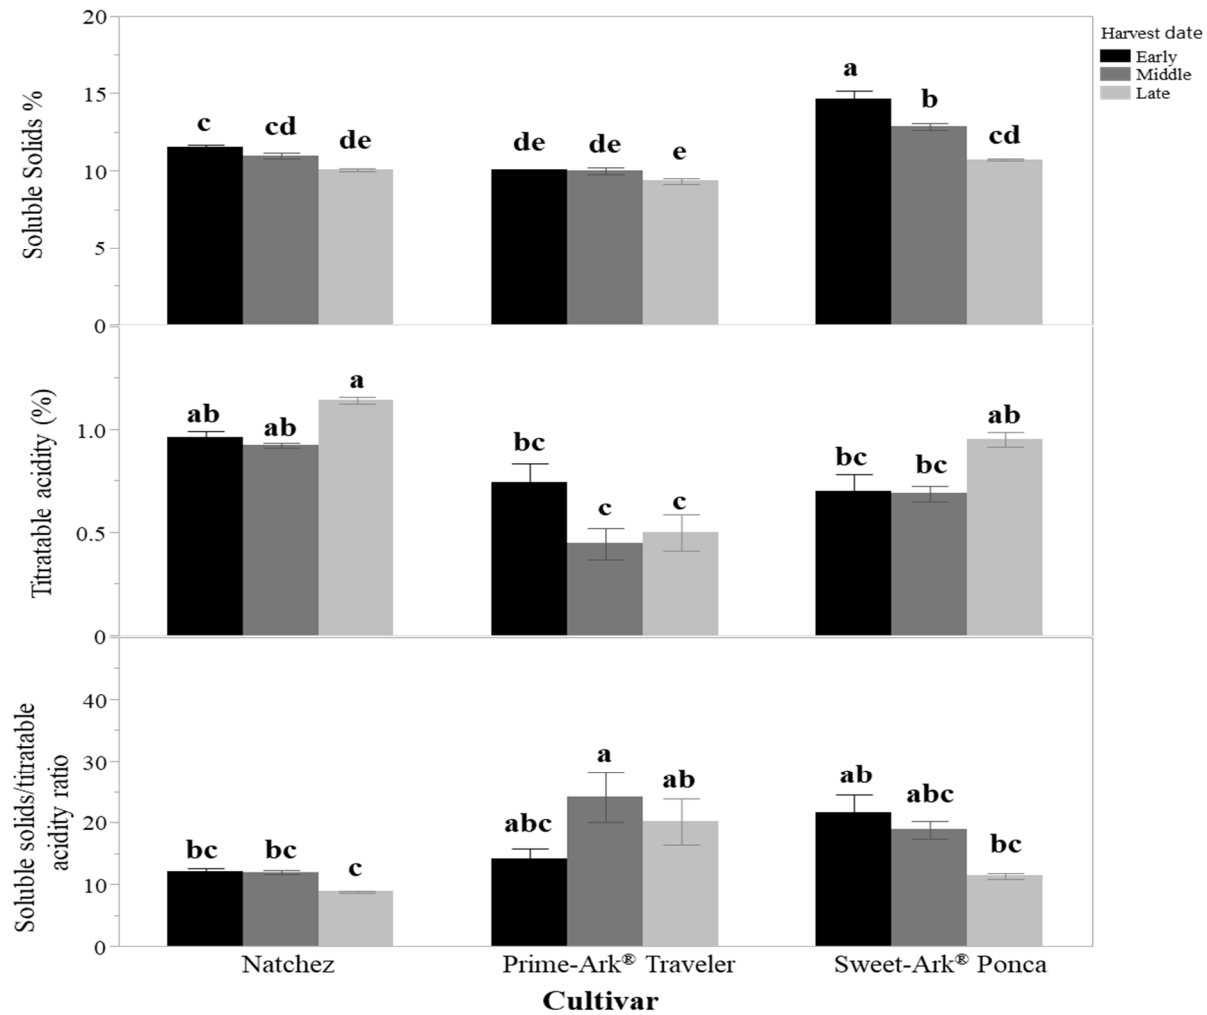 Harvest date
Early
Middle
Late
Soluble Solids %
20
15
10
5
0
c
cd
de
de
de
e
a
b
cd
Titratable acidity (%)
1.0
0.5
0
ab
ab
a
bc
c
c
bc
bc
ab
Soluble solids/titratable
acidity ratio
40
30
20
10
0
bc
bc
c
abc
a
ab
ab
abc
bc
Natchez
Prime-Ark® Traveler
Sweet-Ark® Ponca
Cultivar